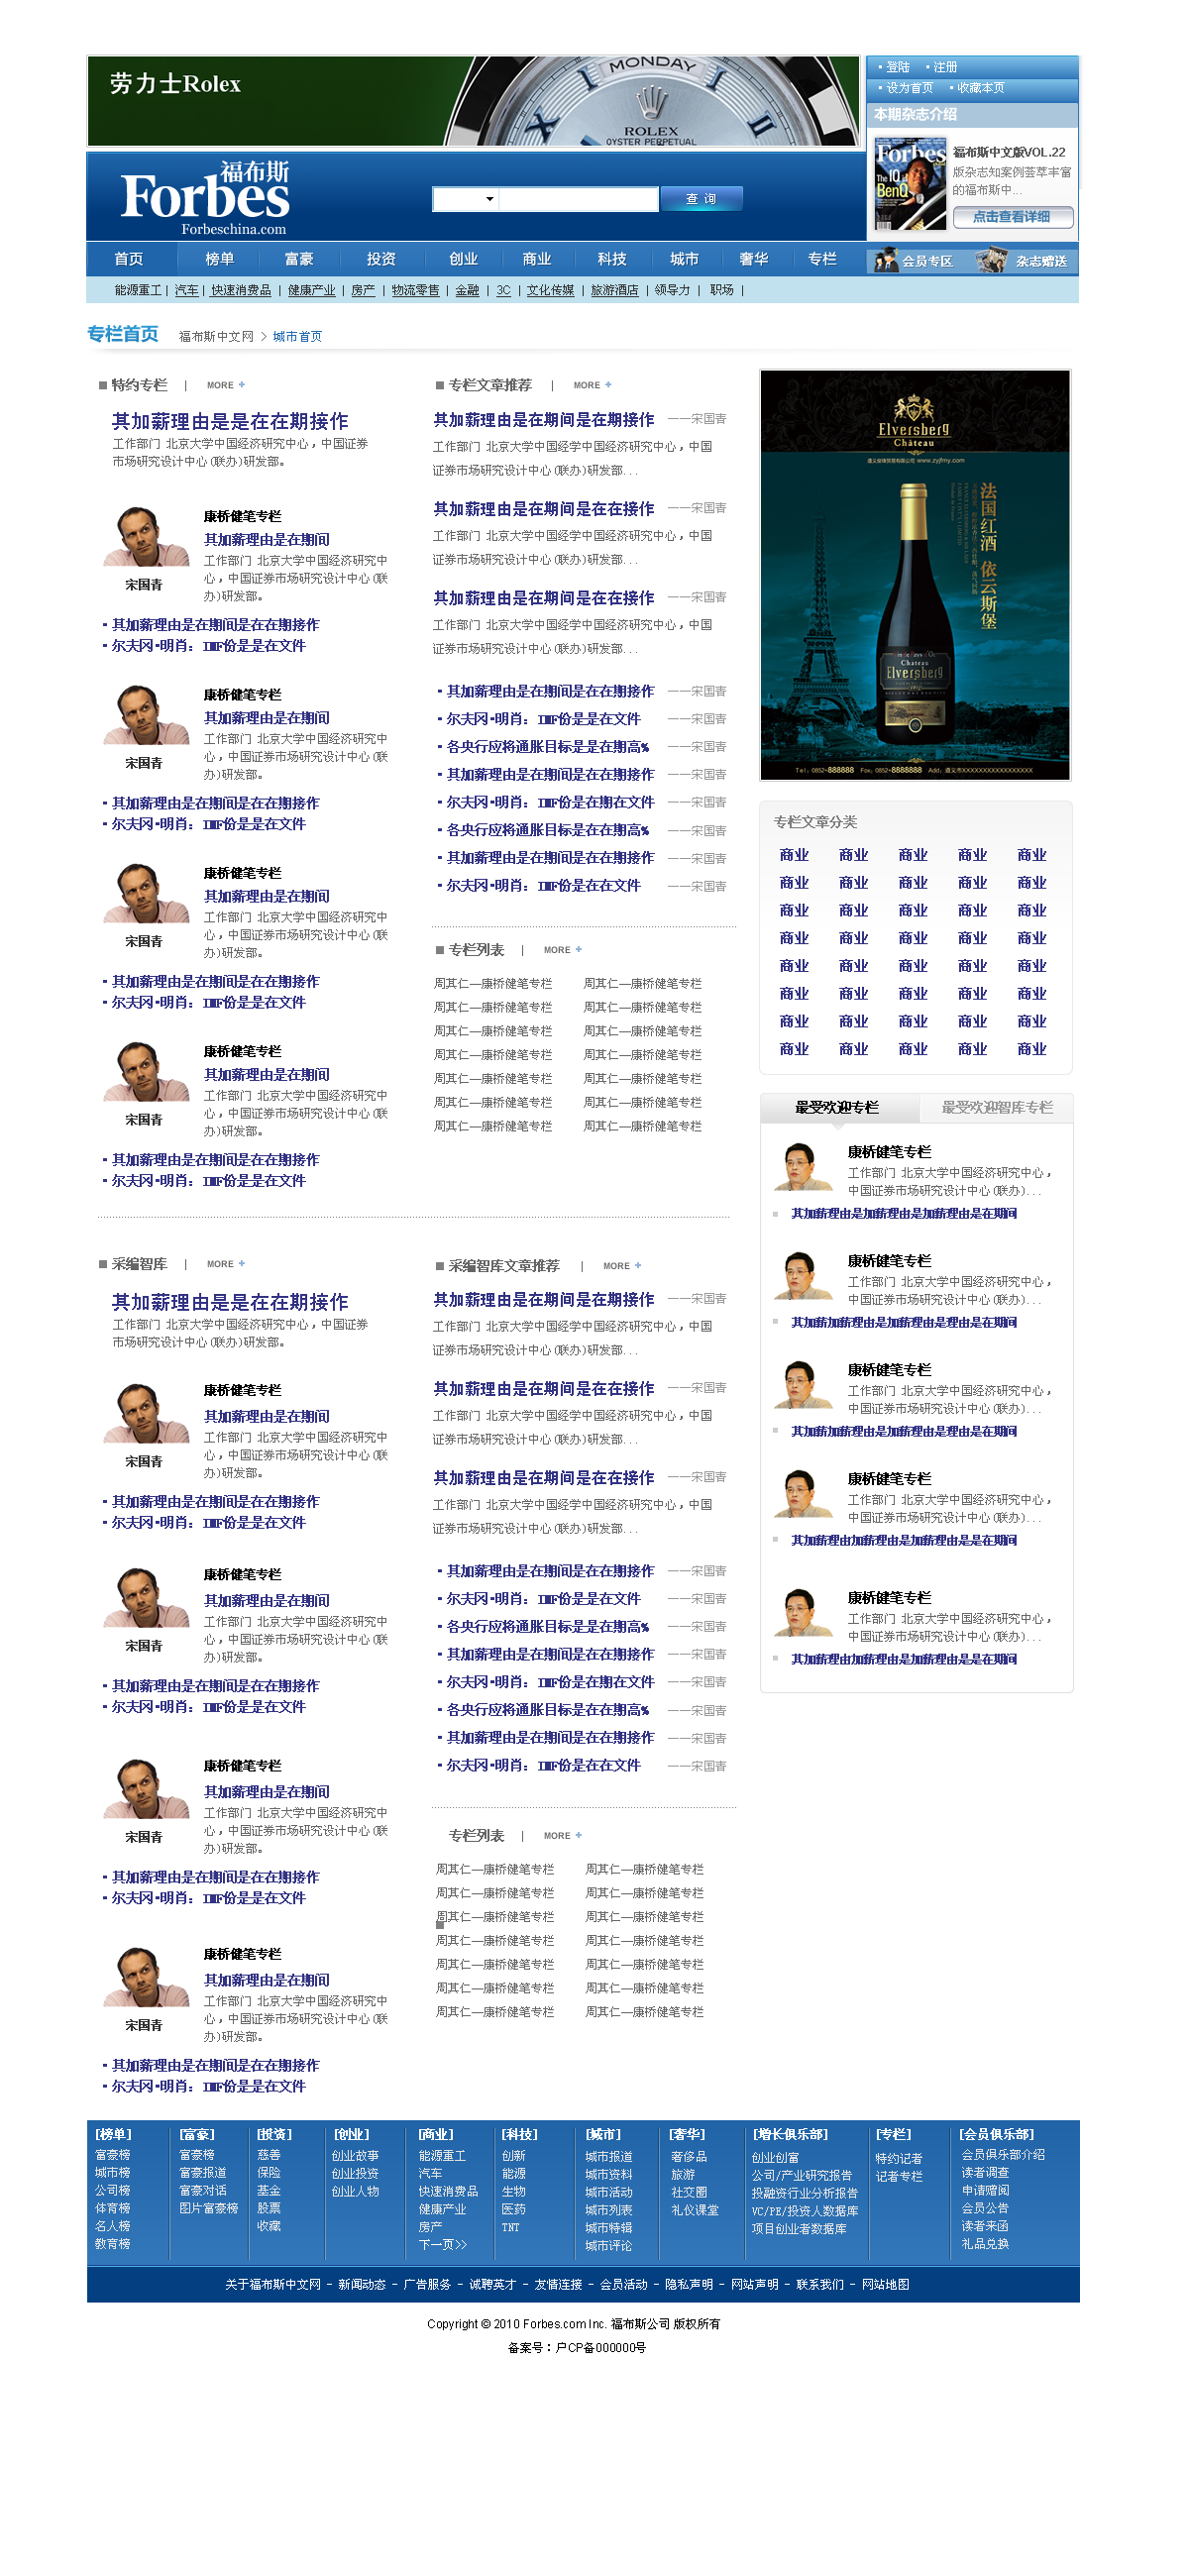 劳力士Rolex
MONDAY
ROLEX
OYSTER PERPETUAL
登陆
注册
设为首页
收藏本页
本期杂志介绍
Forbes
The IQ
BenQ
福布斯中文版VOL.22
版杂志知案例荟萃丰富
的福布斯中...
点击查看详细
福布斯
Forbes
Forbeschina.com
查 询
首页 榜单 富豪 投资 创业 商业 科技 城市 奢华 专栏
会员专区 杂志赠送
能源重工 | 汽车 | 快速消费品 | 健康产业 | 房产 | 物流零售 | 金融 | 3C | 文化传媒 | 旅游酒店 | 领导力 | 职场 |
专栏首页 福布斯中文网 > 城市首页
特约专栏 | MORE +
其加薪理由是是在在期接作
工作部门 北京大学中国经济研究中心，中国证券
市场研究设计中心(联办)研发部。
康桥健笔专栏
其加薪理由是在期间
工作部门 北京大学中国经济研究中
心，中国证券市场研究设计中心(联
办)研发部。
宋国青
·其加薪理由是在期间是在在期接作
·尔夫冈·明肖：IMF份是是在文件
康桥健笔专栏
其加薪理由是在期间
工作部门 北京大学中国经济研究中
心，中国证券市场研究设计中心(联
办)研发部。
宋国青
·其加薪理由是在期间是在在期接作
·尔夫冈·明肖：IMF份是是在文件
康桥健笔专栏
其加薪理由是在期间
工作部门 北京大学中国经济研究中
心，中国证券市场研究设计中心(联
办)研发部。
宋国青
·其加薪理由是在期间是在在期接作
·尔夫冈·明肖：IMF份是是在文件
康桥健笔专栏
其加薪理由是在期间
工作部门 北京大学中国经济研究中
心，中国证券市场研究设计中心(联
办)研发部。
宋国青
·其加薪理由是在期间是在在期接作
·尔夫冈·明肖：IMF份是是在文件
专栏文章推荐 | MORE +
其加薪理由是在期间是在期接作 ——宋国青
工作部门 北京大学中国经学中国经济研究中心，中国
证券市场研究设计中心(联办)研发部...
其加薪理由是在期间是在在接作 ——宋国青
工作部门 北京大学中国经学中国经济研究中心，中国
证券市场研究设计中心(联办)研发部...
其加薪理由是在期间是在在接作 ——宋国青
工作部门 北京大学中国经学中国经济研究中心，中国
证券市场研究设计中心(联办)研发部...
·其加薪理由是在期间是在在期接作 ——宋国青
·尔夫冈·明肖：IMF份是是在文件 ——宋国青
·各央行应将通胀目标是是在期高% ——宋国青
·其加薪理由是在期间是在在期接作 ——宋国青
·尔夫冈·明肖：IMF份是在期在文件 ——宋国青
·各央行应将通胀目标是在在期高% ——宋国青
·其加薪理由是在期间是在在期接作 ——宋国青
·尔夫冈·明肖：IMF份是在在文件 ——宋国青
专栏列表 | MORE +
周其仁—康桥健笔专栏 周其仁—康桥健笔专栏
周其仁—康桥健笔专栏 周其仁—康桥健笔专栏
周其仁—康桥健笔专栏 周其仁—康桥健笔专栏
周其仁—康桥健笔专栏 周其仁—康桥健笔专栏
周其仁—康桥健笔专栏 周其仁—康桥健笔专栏
周其仁—康桥健笔专栏 周其仁—康桥健笔专栏
周其仁—康桥健笔专栏 周其仁—康桥健笔专栏
Elversberg
Château
遵义安味贸易有限公司 www.zyjfmy.com
法国红酒 依云斯堡
Chateau
Elversberg
Tel: 0852-888888 Fox: 0852-8888888 Add: 遵义市XXXXXXXXXXXXXXXXXX
专栏文章分类
商业 商业 商业 商业 商业
商业 商业 商业 商业 商业
商业 商业 商业 商业 商业
商业 商业 商业 商业 商业
商业 商业 商业 商业 商业
商业 商业 商业 商业 商业
商业 商业 商业 商业 商业
商业 商业 商业 商业 商业
最受欢迎专栏 最受欢迎智库专栏
康桥健笔专栏
工作部门 北京大学中国经济研究中心，
中国证券市场研究设计中心(联办)...
其加薪理由是加薪理由是加薪理由是在期间
康桥健笔专栏
工作部门 北京大学中国经济研究中心，
中国证券市场研究设计中心(联办)...
其加薪加薪理由是加薪理由是理由是在期间
康桥健笔专栏
工作部门 北京大学中国经济研究中心，
中国证券市场研究设计中心(联办)...
其加薪加薪理由是加薪理由是理由是在期间
康桥健笔专栏
工作部门 北京大学中国经济研究中心，
中国证券市场研究设计中心(联办)...
其加薪理由加薪理由是加薪理由是是在期间
康桥健笔专栏
工作部门 北京大学中国经济研究中心，
中国证券市场研究设计中心(联办)...
其加薪理由加薪理由是加薪理由是是在期间
采编智库 | MORE +
其加薪理由是是在在期接作
工作部门 北京大学中国经济研究中心，中国证券
市场研究设计中心(联办)研发部。
康桥健笔专栏
其加薪理由是在期间
工作部门 北京大学中国经济研究中
心，中国证券市场研究设计中心(联
办)研发部。
宋国青
·其加薪理由是在期间是在在期接作
·尔夫冈·明肖：IMF份是是在文件
康桥健笔专栏
其加薪理由是在期间
工作部门 北京大学中国经济研究中
心，中国证券市场研究设计中心(联
办)研发部。
宋国青
·其加薪理由是在期间是在在期接作
·尔夫冈·明肖：IMF份是是在文件
康桥健笔专栏
其加薪理由是在期间
工作部门 北京大学中国经济研究中
心，中国证券市场研究设计中心(联
办)研发部。
宋国青
·其加薪理由是在期间是在在期接作
·尔夫冈·明肖：IMF份是是在文件
康桥健笔专栏
其加薪理由是在期间
工作部门 北京大学中国经济研究中
心，中国证券市场研究设计中心(联
办)研发部。
宋国青
·其加薪理由是在期间是在在期接作
·尔夫冈·明肖：IMF份是是在文件
采编智库文章推荐 | MORE +
其加薪理由是在期间是在在接作 ——宋国青
工作部门 北京大学中国经学中国经济研究中心，中国
证券市场研究设计中心(联办)研发部...
其加薪理由是在期间是在在接作 ——宋国青
工作部门 北京大学中国经学中国经济研究中心，中国
证券市场研究设计中心(联办)研发部...
其加薪理由是在期间是在在接作 ——宋国青
工作部门 北京大学中国经学中国经济研究中心，中国
证券市场研究设计中心(联办)研发部...
·其加薪理由是在期间是在在期接作 ——宋国青
·尔夫冈·明肖：IMF份是是在文件 ——宋国青
·各央行应将通胀目标是是在期高% ——宋国青
·其加薪理由是在期间是在在期接作 ——宋国青
·尔夫冈·明肖：IMF份是在期在文件 ——宋国青
·各央行应将通胀目标是在在期高% ——宋国青
·其加薪理由是在期间是在在期接作 ——宋国青
·尔夫冈·明肖：IMF份是在在文件 ——宋国青
专栏列表 | MORE +
周其仁—康桥健笔专栏 周其仁—康桥健笔专栏
周其仁—康桥健笔专栏 周其仁—康桥健笔专栏
周其仁—康桥健笔专栏 周其仁—康桥健笔专栏
周其仁—康桥健笔专栏 周其仁—康桥健笔专栏
周其仁—康桥健笔专栏 周其仁—康桥健笔专栏
周其仁—康桥健笔专栏 周其仁—康桥健笔专栏
周其仁—康桥健笔专栏 周其仁—康桥健笔专栏
[榜单]
富豪榜
城市榜
公司榜
体育榜
名人榜
教育榜
[富豪]
富豪榜
富豪报道
富豪对话
图片富豪榜
[投资]
慈善
保险
基金
股票
收藏
[创业]
创业故事
创业投资
创业人物
[商业]
能源重工
汽车
快速消费品
健康产业
房产
下一页>>
[科技]
创新
能源
生物
医药
TNT
[城市]
城市报道
城市资料
城市活动
城市列表
城市特辑
城市评论
[奢华]
奢侈品
旅游
社交圈
礼仪课堂
[增长俱乐部]
创业创富
公司/产业研究报告
投融资行业分析报告
VC/PE/投资人数据库
项目创业者数据库
[专栏]
特约记者
记者专栏
[会员俱乐部]
会员俱乐部介绍
读者调查
申请赠阅
会员公告
读者来函
礼品兑换
关于福布斯中文网 - 新闻动态 - 广告服务 - 诚聘英才 - 友情连接 - 会员活动 - 隐私声明 - 网站声明 - 联系我们 - 网站地图
Copyright © 2010 Forbes.com Inc. 福布斯公司 版权所有
备案号：户CP备000000号